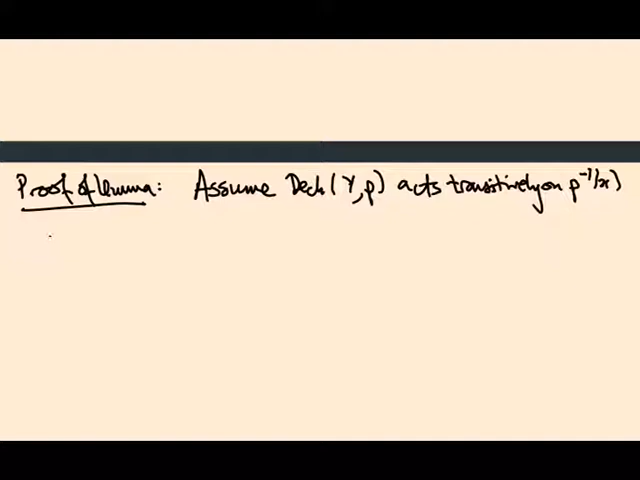 Proof of Lemma: Assume Deck(Y,p) acts transitively on p⁻¹(x)